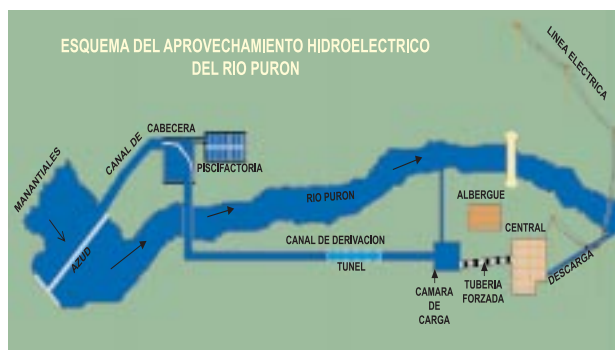 ESQUEMA DEL APROVECHAMIENTO HIDROELECTRICO
DEL RIO PURON
LINEA ELECTRICA
CABECERA
CANAL DE
PISCIFACTORIA
MANANTIALES
AZUD
RIO PURON
ALBERGUE
CENTRAL
CANAL DE DERIVACION
TUNEL
CAMARA
DE
CARGA
TUBERIA
FORZADA
DESCARGA